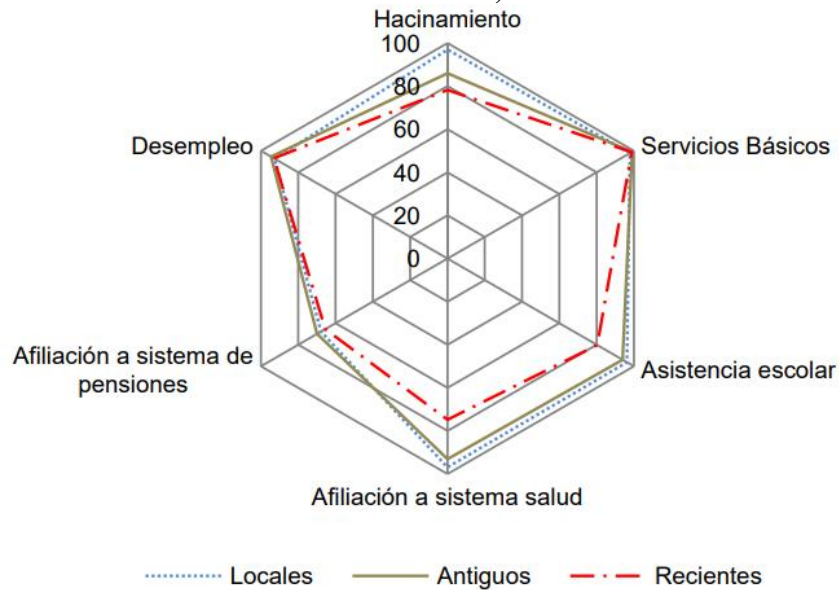 Hacinamiento
100
80
60
40
20
0
Desempleo
Servicios Básicos
Afiliación a sistema de
pensiones
Asistencia escolar
Afiliación a sistema salud
Locales
Antiguos
Recientes